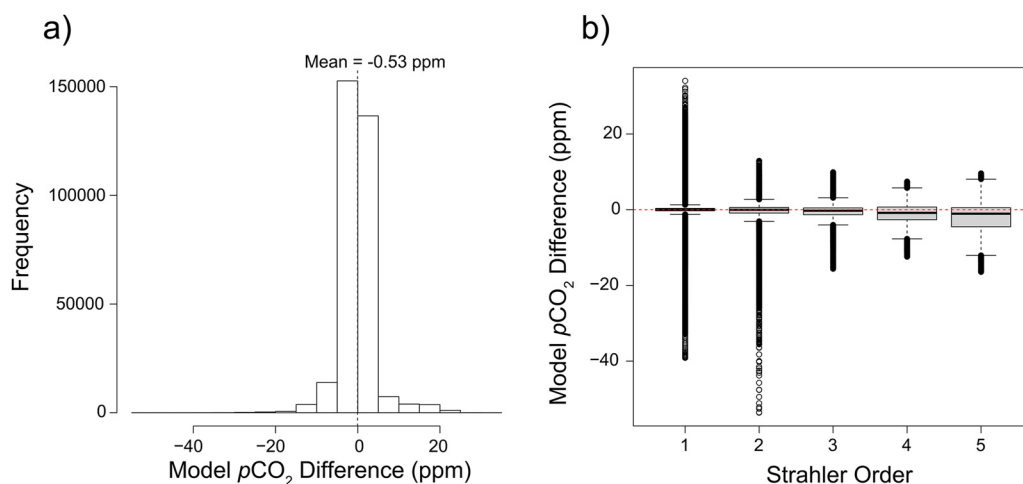 a)
Mean = -0.53 ppm
150000
100000
50000
0
Frequency
−40
−20
0
20
Model pCO₂ Difference (ppm)
b)
20
0
−20
−40
Model pCO₂ Difference (ppm)
1
2
3
4
5
Strahler Order